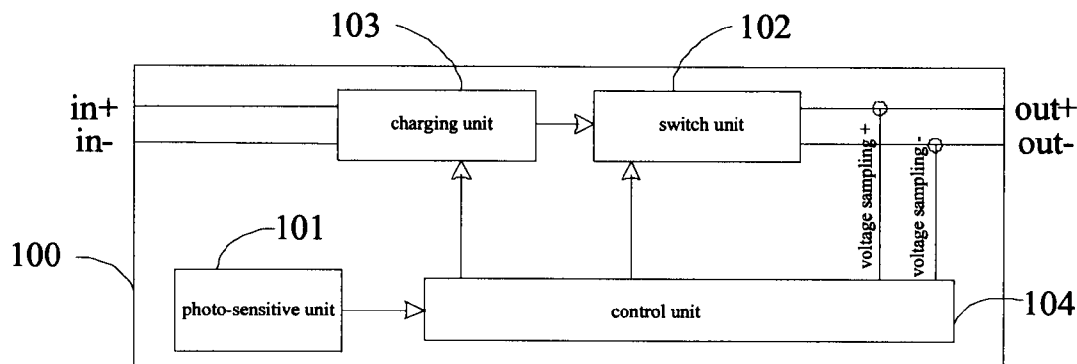 103
102
in+
charging unit
switch unit
out+
in-
out-
voltage sampling +
voltage sampling-
101
100
photo-sensitive unit
control unit
104